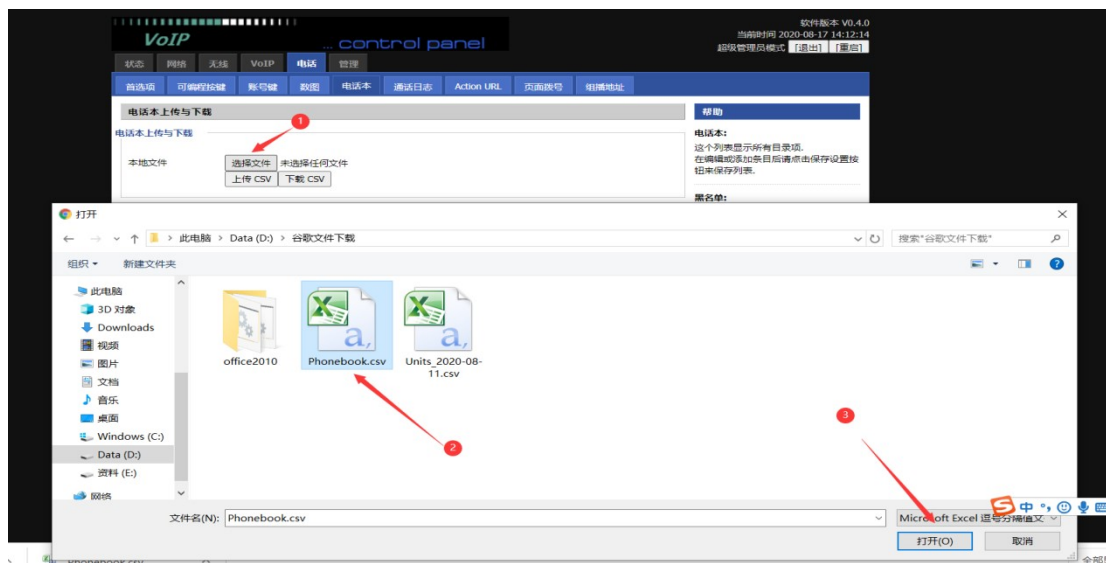 VoIP
... control panel
软件版本 V0.4.0
当前时间 2020-08-17 14:12:14
超级管理员模式 [退出] [重启]
状态 网络 无线 VoIP 电话 管理
首选项 可编程按键 账号键 数图 电话本 通话日志 Action URL 页面拨号 组播地址
电话本上传与下载
帮助
1
电话本上传与下载
本地文件 选择文件 未选择任何文件
上传 CSV 下载 CSV
电话本:
这个列表显示所有目录项.
在编辑或添加条目后请点击保存设置按
钮来保存列表.
黑名单:
打开
此电脑 > Data (D:) > 谷歌文件下载
搜索"谷歌文件下载"
组织 新建文件夹
此电脑
3D 对象
Downloads
视频
图片
文档
音乐
桌面
Windows (C:)
Data (D:)
资料 (E:)
网络
office2010
Phonebook.csv
Units_2020-08-
11.csv
2
3
中
文件名(N): Phonebook.csv
Microsoft Excel 逗号分隔值文
打开(O) 取消
Phonebook.csv